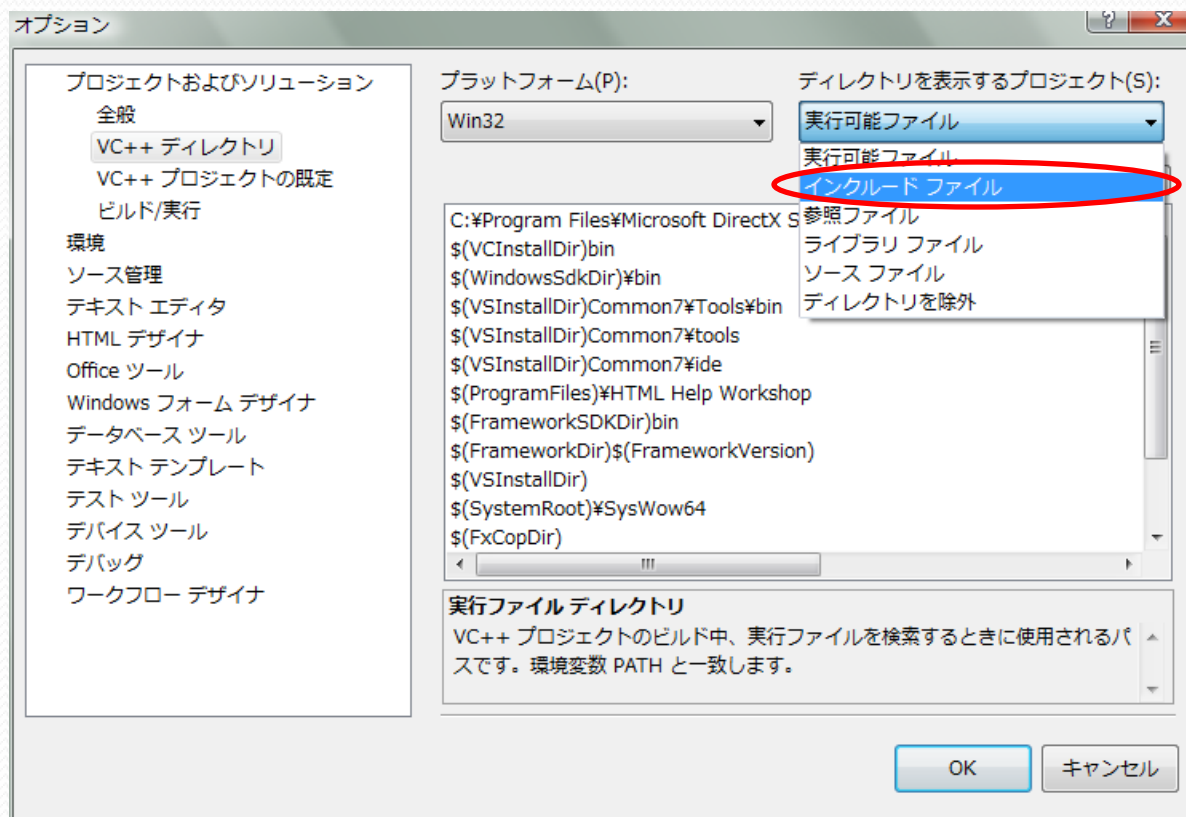 オプション
プロジェクトおよびソリューション
全般
VC++ ディレクトリ
VC++ プロジェクトの既定
ビルド/実行
環境
ソース管理
テキスト エディタ
HTML デザイナ
Office ツール
Windows フォーム デザイナ
データベース ツール
テキスト テンプレート
テスト ツール
デバイス ツール
デバッグ
ワークフロー デザイナ
プラットフォーム(P):
Win32
ディレクトリを表示するプロジェクト(S):
実行可能ファイル
実行可能ファイル
インクルード ファイル
参照ファイル
ライブラリ ファイル
ソース ファイル
ディレクトリを除外
C:¥Program Files¥Microsoft DirectX S
$(VCInstallDir)bin
$(WindowsSdkDir)¥bin
$(VSInstallDir)Common7¥Tools¥bin
$(VSInstallDir)Common7¥tools
$(VSInstallDir)Common7¥ide
$(ProgramFiles)¥HTML Help Workshop
$(FrameworkSDKDir)bin
$(FrameworkDir)$(FrameworkVersion)
$(VSInstallDir)
$(SystemRoot)¥SysWow64
$(FxCopDir)
実行ファイル ディレクトリ
VC++ プロジェクトのビルド中、実行ファイルを検索するときに使用されるパ
スです。環境変数 PATH と一致します。
OK
キャンセル